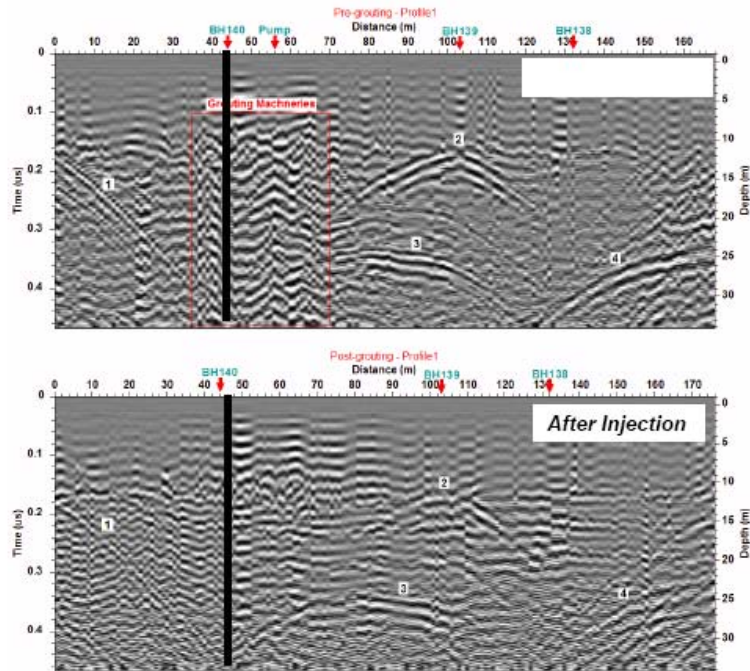 Pre-grouting - Profile1
Distance (m)
BH140 Pump BH139 BH138
0 10 20 30 40 50 60 70 80 90 100 110 120 130 140 150 160
Time (us)
0
0.1
0.2
0.3
0.4
Grouting Machneries
1
2
3
4
0
5
10
15
20
25
30
Depth (m)
Post-grouting - Profile1
Distance (m)
BH140 BH139 BH138
0 10 20 30 40 50 60 70 80 90 100 110 120 130 140 150 160 170
Time (us)
0
0.1
0.2
0.3
0.4
After Injection
1
2
3
4
0
5
10
15
20
25
30
Depth (m)